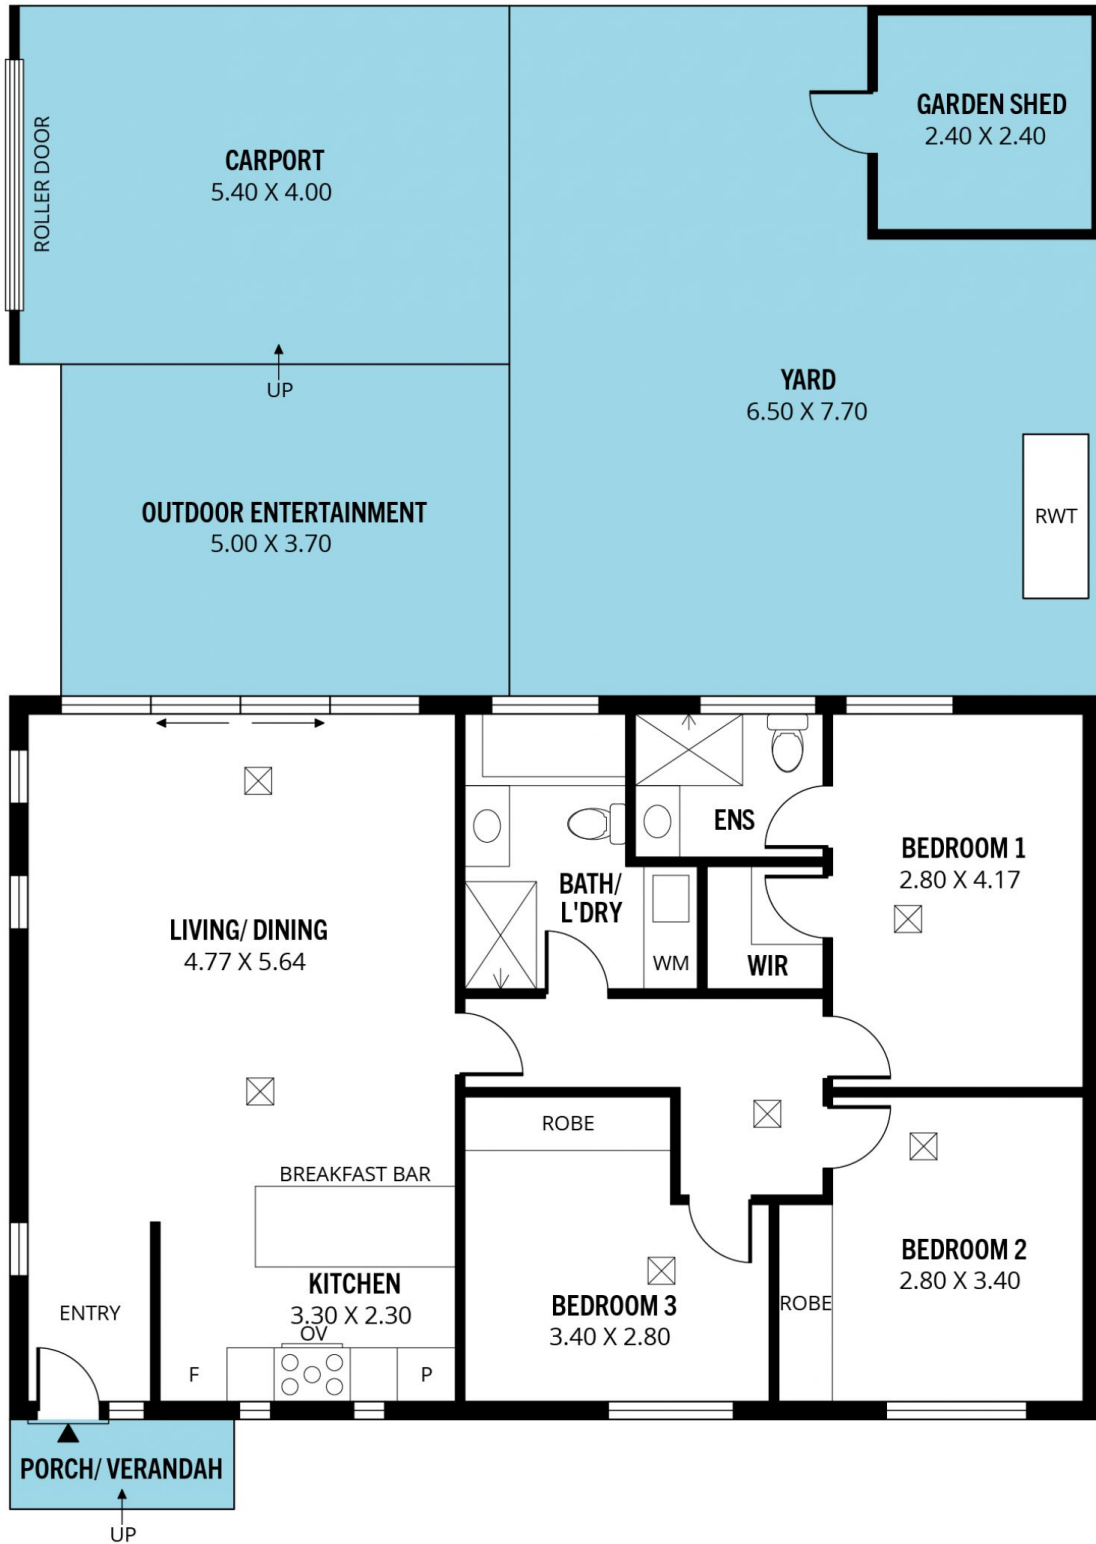 ROLLER DOOR
CARPORT
5.40 X 4.00
GARDEN SHED
2.40 X 2.40
UP
YARD
6.50 X 7.70
OUTDOOR ENTERTAINMENT
5.00 X 3.70
RWT
LIVING/ DINING
4.77 X 5.64
BATH/
L'DRY
WM
ENS
WIR
BEDROOM 1
2.80 X 4.17
BREAKFAST BAR
KITCHEN
3.30 X 2.30
OV
F
P
ENTRY
ROBE
BEDROOM 3
3.40 X 2.80
ROBE
BEDROOM 2
2.80 X 3.40
PORCH/ VERANDAH
UP